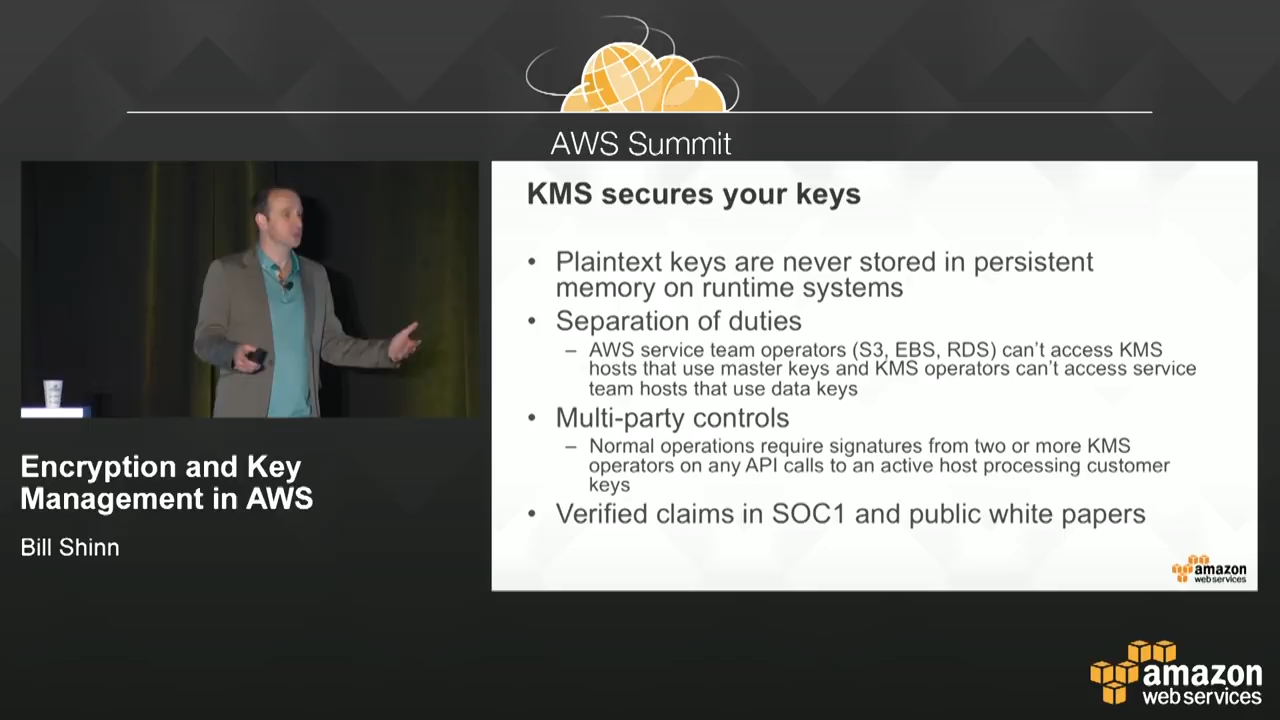 AWS Summit
KMS secures your keys
• Plaintext keys are never stored in persistent
memory on runtime systems
• Separation of duties
– AWS service team operators (S3, EBS, RDS) can't access KMS
hosts that use master keys and KMS operators can't access service
team hosts that use data keys
• Multi-party controls
– Normal operations require signatures from two or more KMS
operators on any API calls to an active host processing customer
keys
• Verified claims in SOC1 and public white papers
amazon
web services
Encryption and Key
Management in AWS
Bill Shinn
amazon
web services